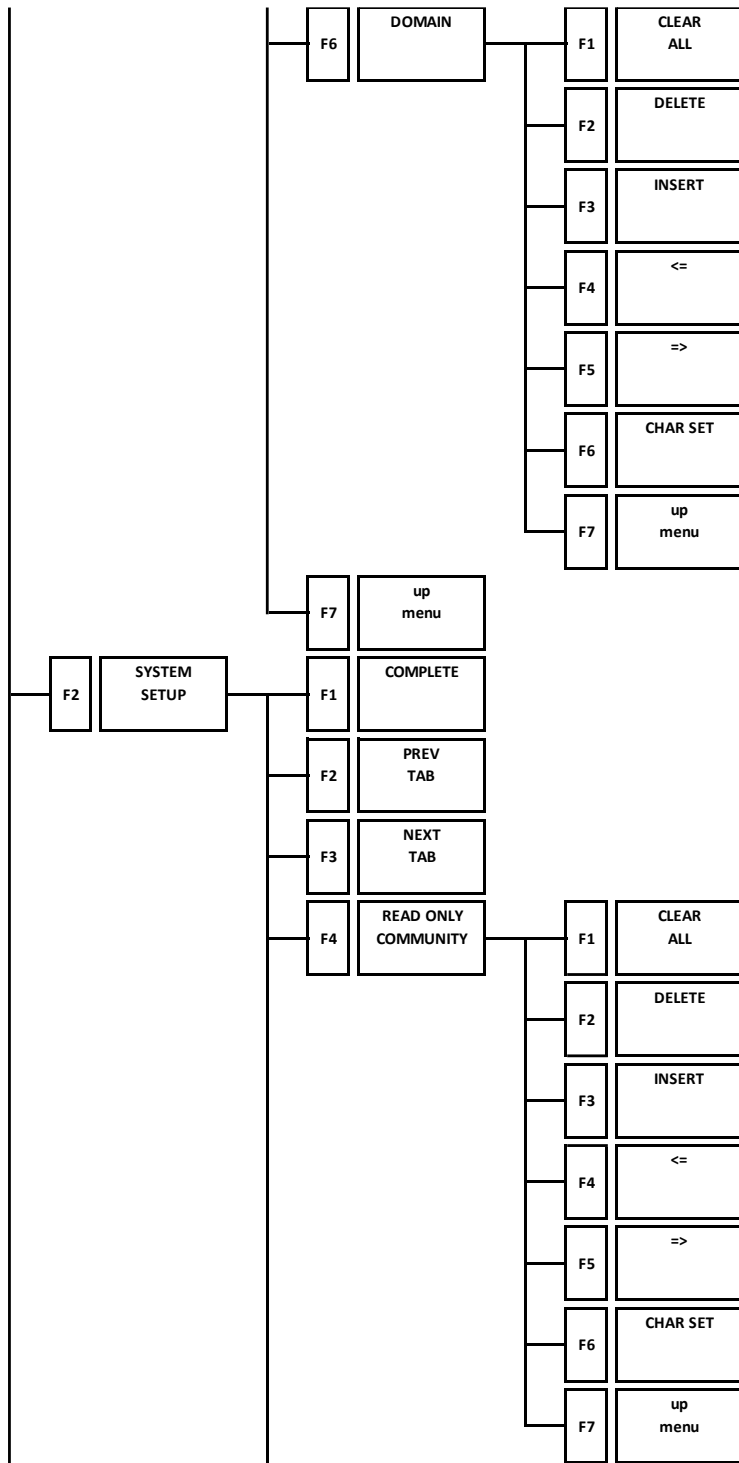 F6
DOMAIN
F1
CLEAR
ALL
F2
DELETE
F3
INSERT
F4
<=
F5
=>
F6
CHAR SET
F7
up
menu
F7
up
menu
F2
SYSTEM
SETUP
F1
COMPLETE
F2
PREV
TAB
F3
NEXT
TAB
F4
READ ONLY
COMMUNITY
F1
CLEAR
ALL
F2
DELETE
F3
INSERT
F4
<=
F5
=>
F6
CHAR SET
F7
up
menu